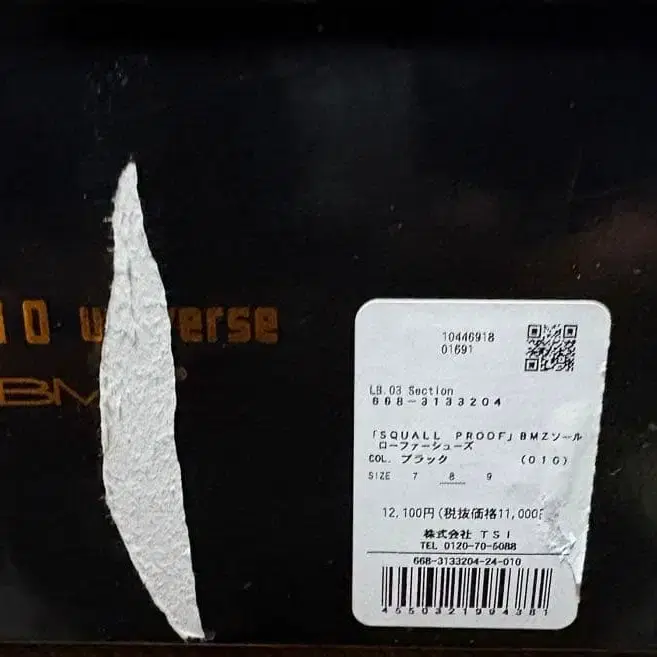 10 u erse
BM
10446918
01691
LB.03 Section
668-3133204
「SQUALL PROOF」BMZソール
ローファーシューズ
COL. ブラック (010)
SIZE 7 8 9
12,100円(税抜価格11,000
株式会社 TSI
TEL 0120-70-5088
668-3133204-24-010
4550321994381